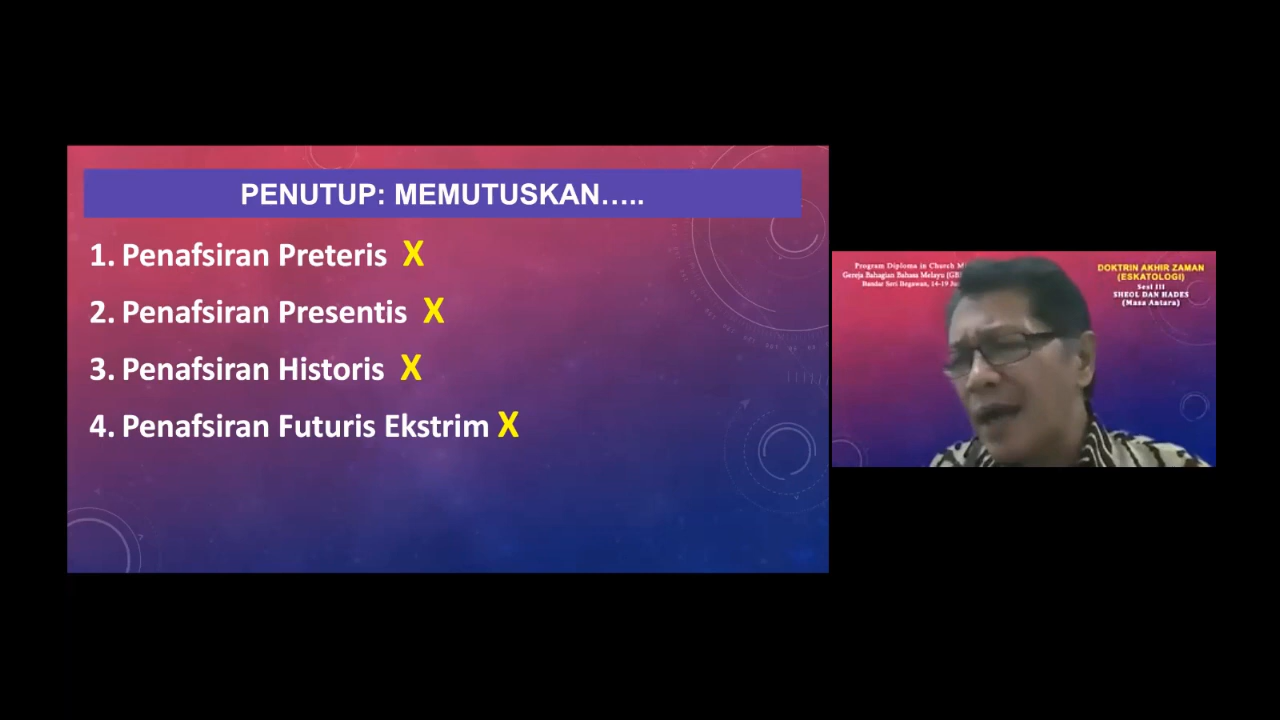 PENUTUP: MEMUTUSKAN…..
1. Penafsiran Preteris X
2. Penafsiran Presentis X
3. Penafsiran Historis X
4. Penafsiran Futuris Ekstrim X
Program Diploma in Church
Gereja Bahagian Bahasa Melayu
Bandar Seri Begawan, 14-19
DOKTRIN AKHIR ZAMAN
(ESKATOLOGI)
Sesi III
SHEOL DAN HADES
(Masa Antara)